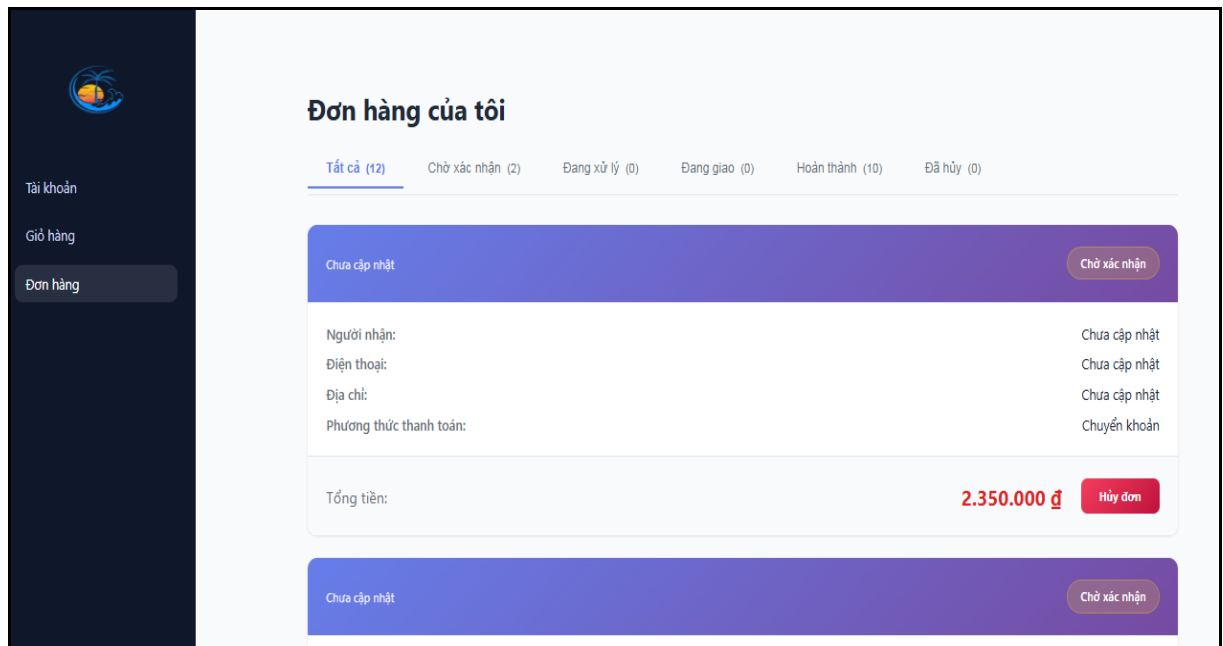 Tài khoản
Giỏ hàng
Đơn hàng
Đơn hàng của tôi
Tất cả (12) Chờ xác nhận (2) Đang xử lý (0) Đang giao (0) Hoàn thành (10) Đã hủy (0)
Chưa cập nhật Chờ xác nhận
Người nhận: Chưa cập nhật
Điện thoại: Chưa cập nhật
Địa chỉ: Chưa cập nhật
Phương thức thanh toán: Chuyển khoản
Tổng tiền: 2.350.000 ₫ Hủy đơn
Chưa cập nhật Chờ xác nhận